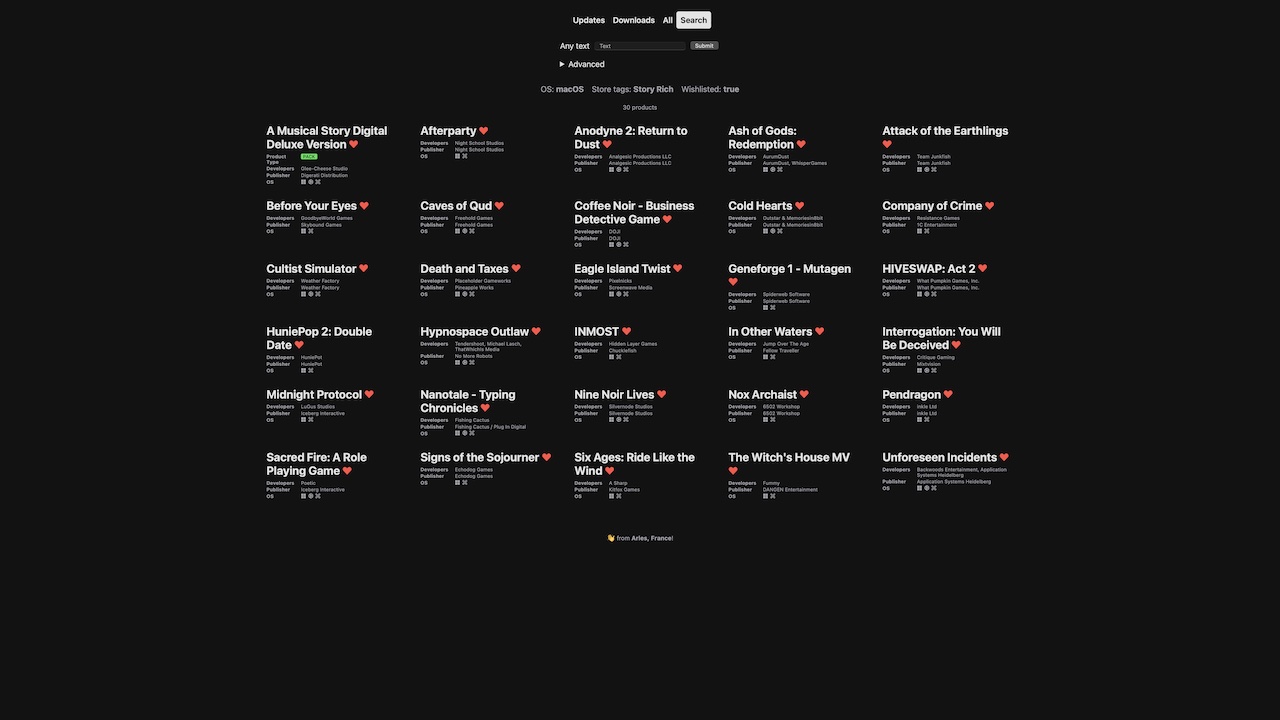 Updates Downloads All Search
Any text Text Submit
Advanced
OS: macOS Store tags: Story Rich Wishlisted: true
30 products
A Musical Story Digital Deluxe Version
Product Type PACK
Developers Glee-Cheese Studio
Publisher Digerati Distribution
OS
Afterparty
Developers Night School Studios
Publisher Night School Studios
OS
Anodyne 2: Return to Dust
Developers Analgesic Productions LLC
Publisher Analgesic Productions LLC
OS
Ash of Gods: Redemption
Developers AurumDust
Publisher AurumDust, WhisperGames
OS
Attack of the Earthlings
Developers Team Junkfish
Publisher Team Junkfish
OS
Before Your Eyes
Developers GoodbyeWorld Games
Publisher Skybound Games
OS
Caves of Qud
Developers Freehold Games
Publisher Freehold Games
OS
Coffee Noir - Business Detective Game
Developers DOJI
Publisher DOJI
OS
Cold Hearts
Developers Outstar & Memoriesin8bit
Publisher Outstar & Memoriesin8bit
OS
Company of Crime
Developers Resistance Games
Publisher 1C Entertainment
OS
Cultist Simulator
Developers Weather Factory
Publisher Weather Factory
OS
Death and Taxes
Developers Placeholder Gameworks
Publisher Pineapple Works
OS
Eagle Island Twist
Developers Pixelnicks
Publisher Screenwave Media
OS
Geneforge 1 - Mutagen
Developers Spiderweb Software
Publisher Spiderweb Software
OS
HIVESWAP: Act 2
Developers What Pumpkin Games, Inc.
Publisher What Pumpkin Games, Inc.
OS
HuniePop 2: Double Date
Developers HuniePot
Publisher HuniePot
OS
Hypnospace Outlaw
Developers Tendershoot, Michael Lasch, ThatWhichIs Media
Publisher No More Robots
OS
INMOST
Developers Hidden Layer Games
Publisher Chucklefish
OS
In Other Waters
Developers Jump Over The Age
Publisher Fellow Traveller
OS
Interrogation: You Will Be Deceived
Developers Critique Gaming
Publisher Mixtvision
OS
Midnight Protocol
Developers LuGus Studios
Publisher Iceberg Interactive
OS
Nanotale - Typing Chronicles
Developers Fishing Cactus
Publisher Fishing Cactus / Plug In Digital
OS
Nine Noir Lives
Developers Silvernode Studios
Publisher Silvernode Studios
OS
Nox Archaist
Developers 6502 Workshop
Publisher 6502 Workshop
OS
Pendragon
Developers inkle Ltd
Publisher inkle Ltd
OS
Sacred Fire: A Role Playing Game
Developers Poetic
Publisher Iceberg Interactive
OS
Signs of the Sojourner
Developers Echodog Games
Publisher Echodog Games
OS
Six Ages: Ride Like the Wind
Developers A Sharp
Publisher Kitfox Games
OS
The Witch's House MV
Developers Fummy
Publisher DANGEN Entertainment
OS
Unforeseen Incidents
Developers Backwoods Entertainment, Application Systems Heidelberg
Publisher Application Systems Heidelberg
OS
👋 from Arles, France!